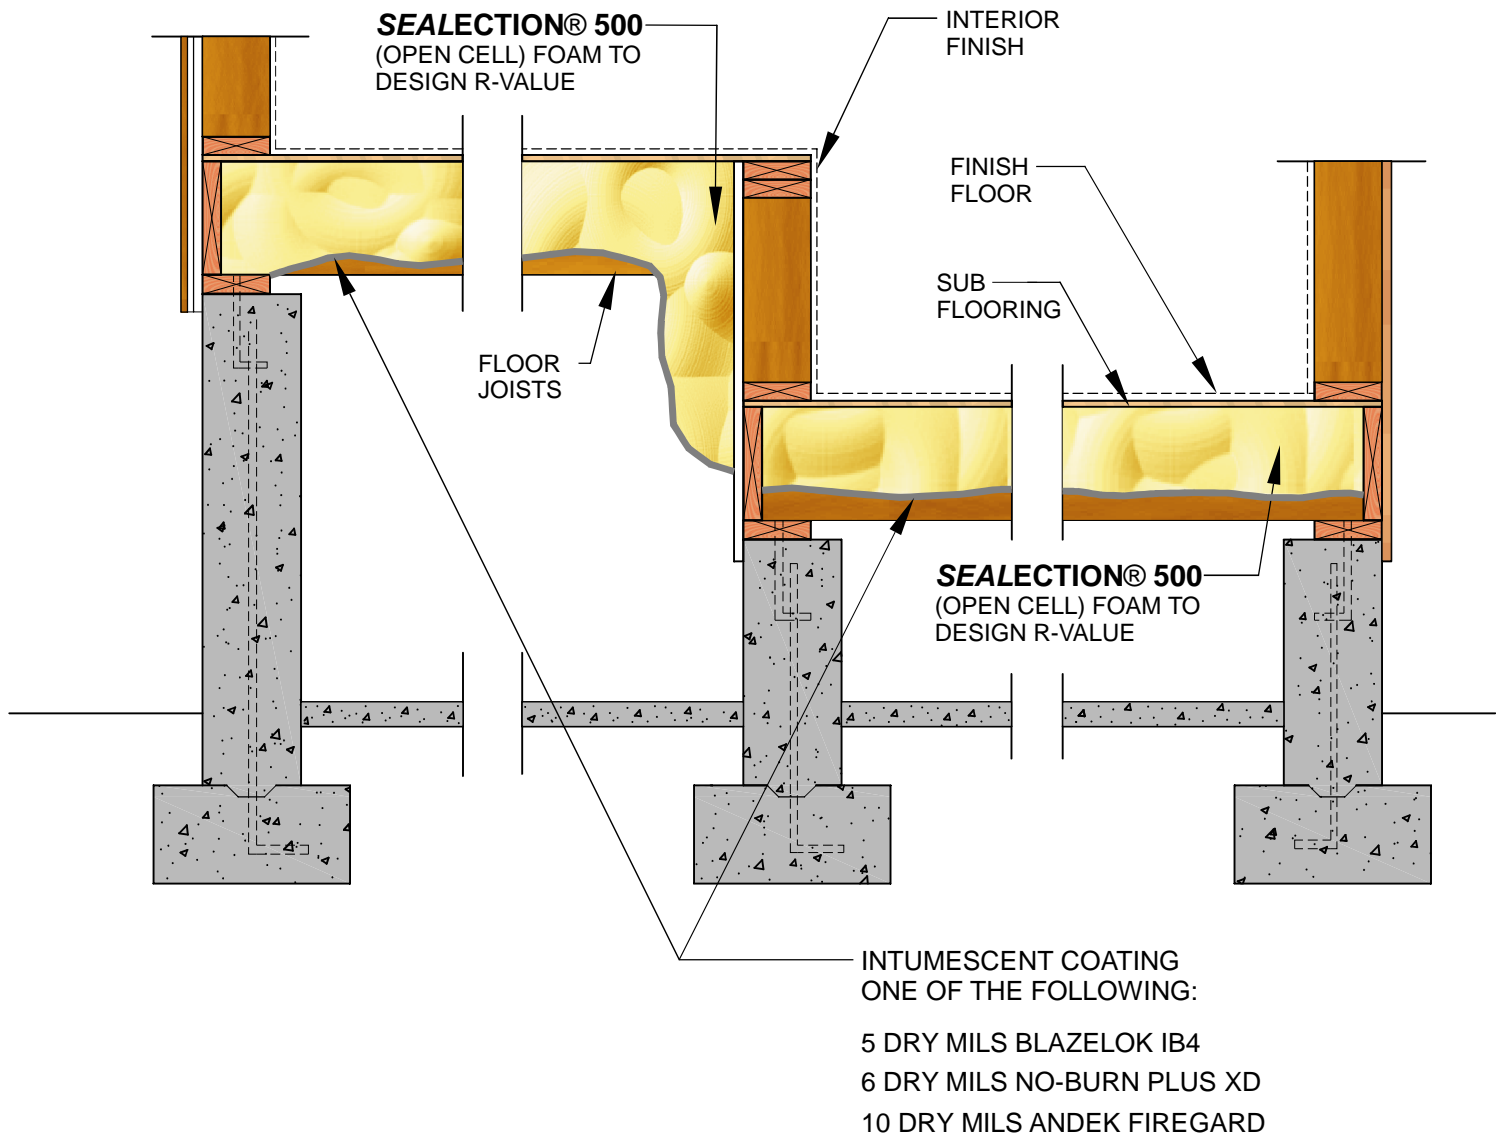 SEALECTION® 500
(OPEN CELL) FOAM TO
DESIGN R-VALUE
INTERIOR
FINISH
FINISH
FLOOR
SUB
FLOORING
FLOOR
JOISTS
SEALECTION® 500
(OPEN CELL) FOAM TO
DESIGN R-VALUE
INTUMESCENT COATING
ONE OF THE FOLLOWING:
5 DRY MILS BLAZELOK IB4
6 DRY MILS NO-BURN PLUS XD
10 DRY MILS ANDEK FIREGARD